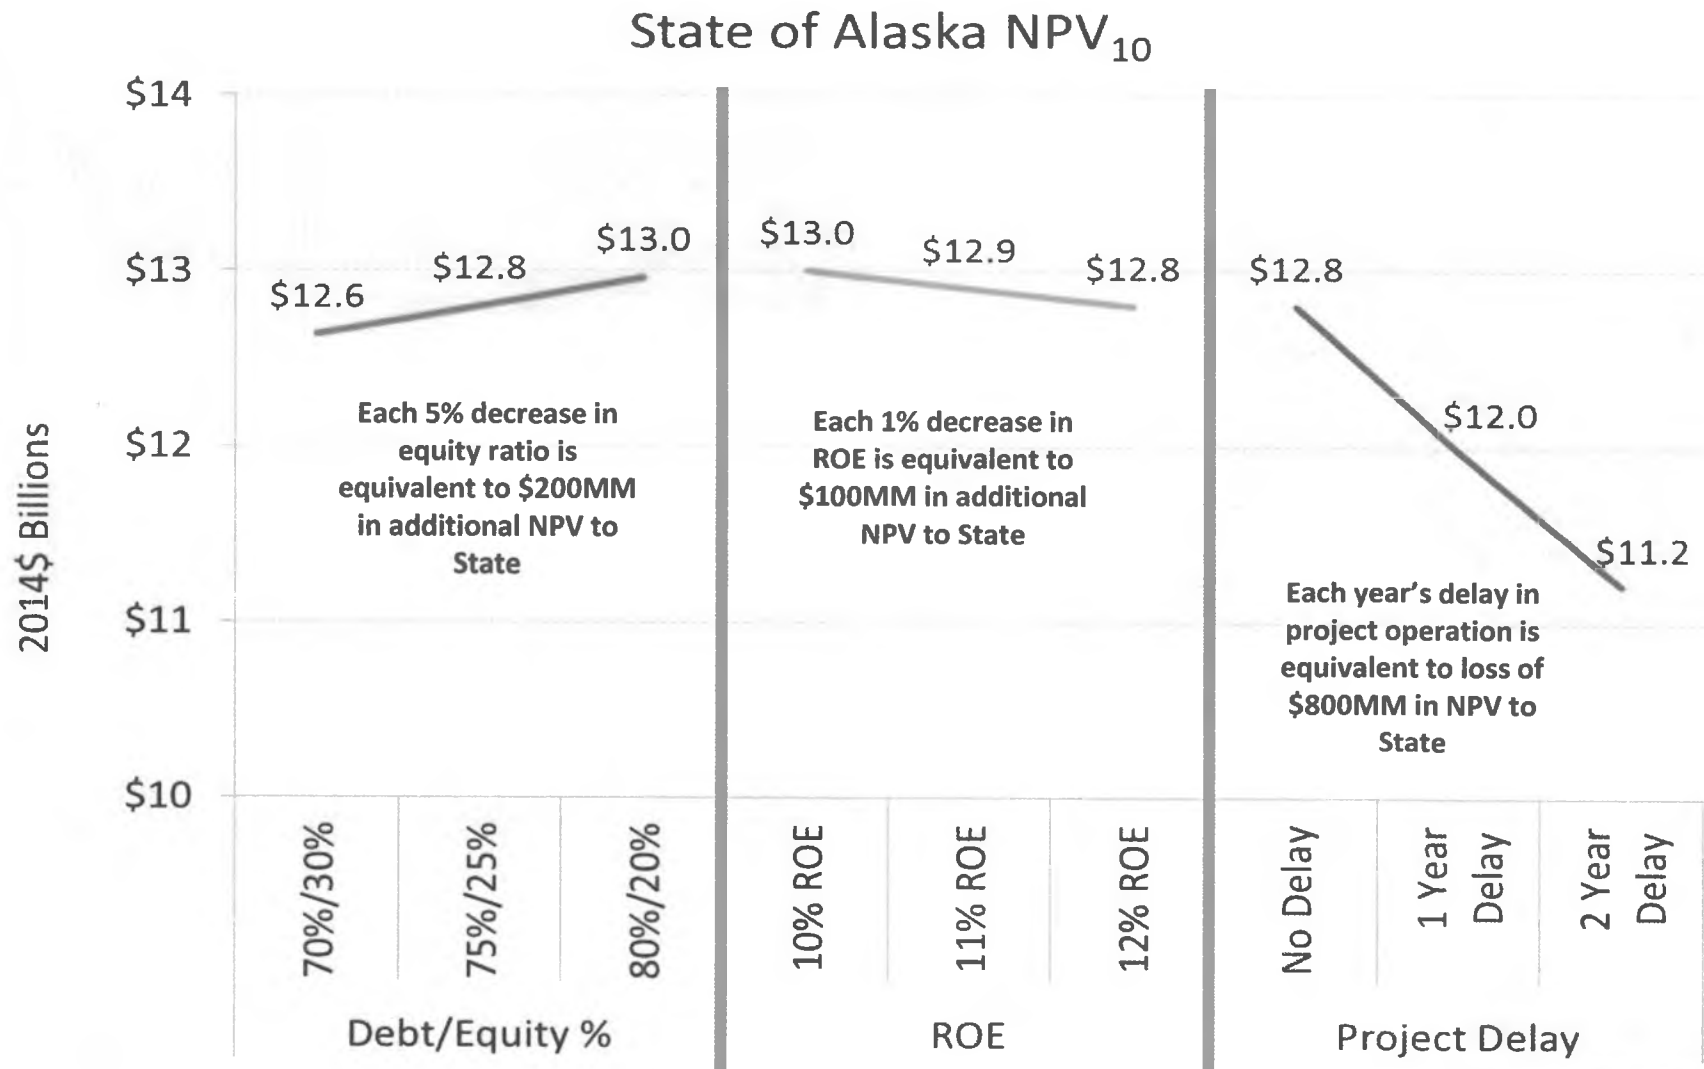 State of Alaska NPV10
2014$ Billions
$14
$13
$12
$11
$10
$12.6
$12.8
$13.0
Each 5% decrease in
equity ratio is
equivalent to $200MM
in additional NPV to
State
70%/30%
75%/25%
80%/20%
Debt/Equity %
$13.0
$12.9
$12.8
Each 1% decrease in
ROE is equivalent to
$100MM in additional
NPV to State
10% ROE
11% ROE
12% ROE
ROE
$12.8
$12.0
$11.2
Each year’s delay in
project operation is
equivalent to loss of
$800MM in NPV to
State
No Delay
1 Year
Delay
2 Year
Delay
Project Delay